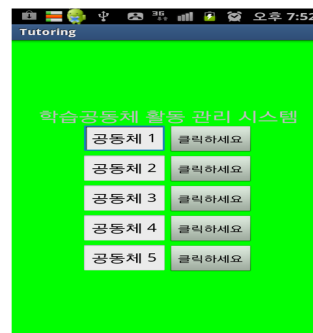 3G 오후 7:52
Tutoring
학습공동체 활동 관리 시스템
공동체 1 클릭하세요
공동체 2 클릭하세요
공동체 3 클릭하세요
공동체 4 클릭하세요
공동체 5 클릭하세요